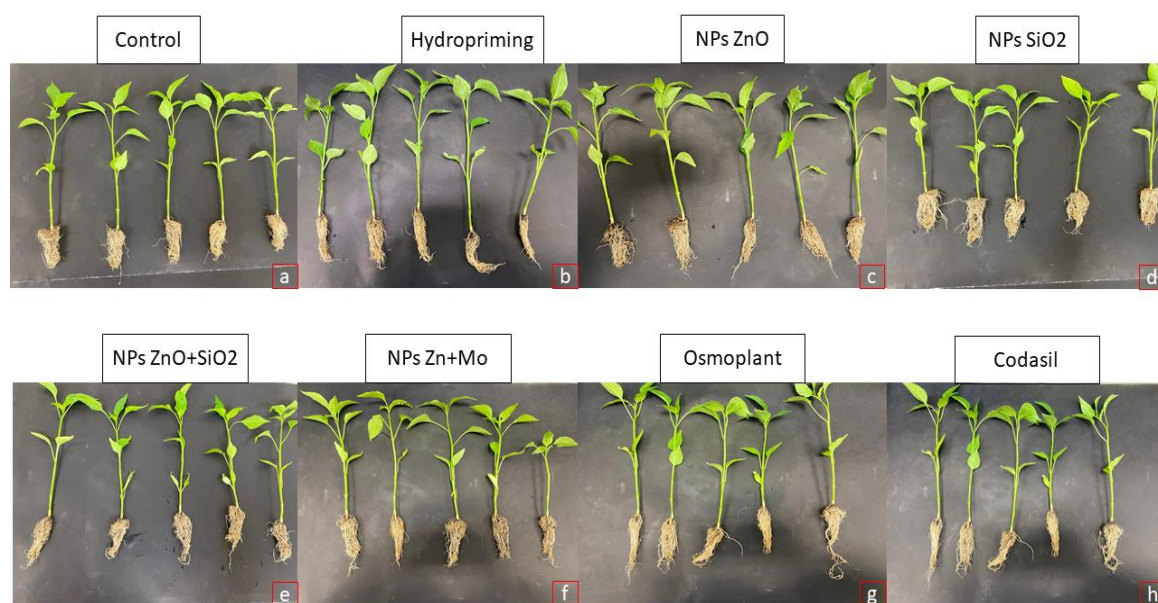 Control
Hydropriming
NPs ZnO
NPs SiO2
a
b
c
d
NPs ZnO+SiO2
NPs Zn+Mo
Osmoplant
Codasil
e
f
g
h